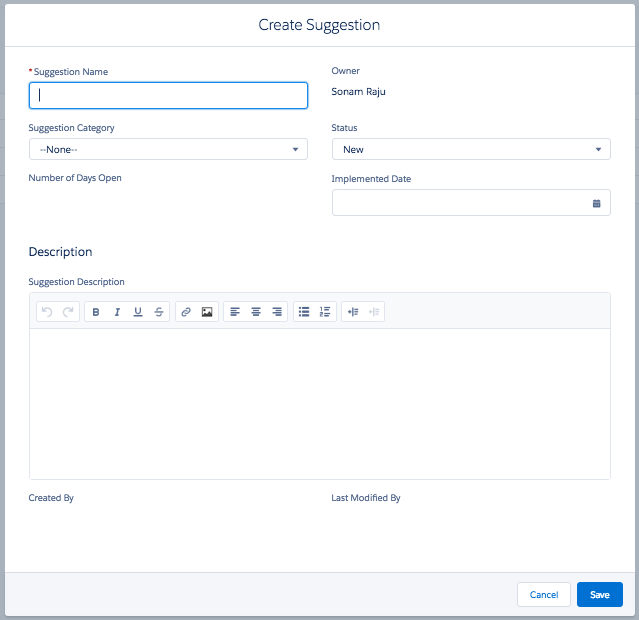 Create Suggestion
*Suggestion Name
Owner
Sonam Raju
Suggestion Category
Status
--None--
New
Number of Days Open
Implemented Date
Description
Suggestion Description
B I U S
Created By
Last Modified By
Cancel
Save